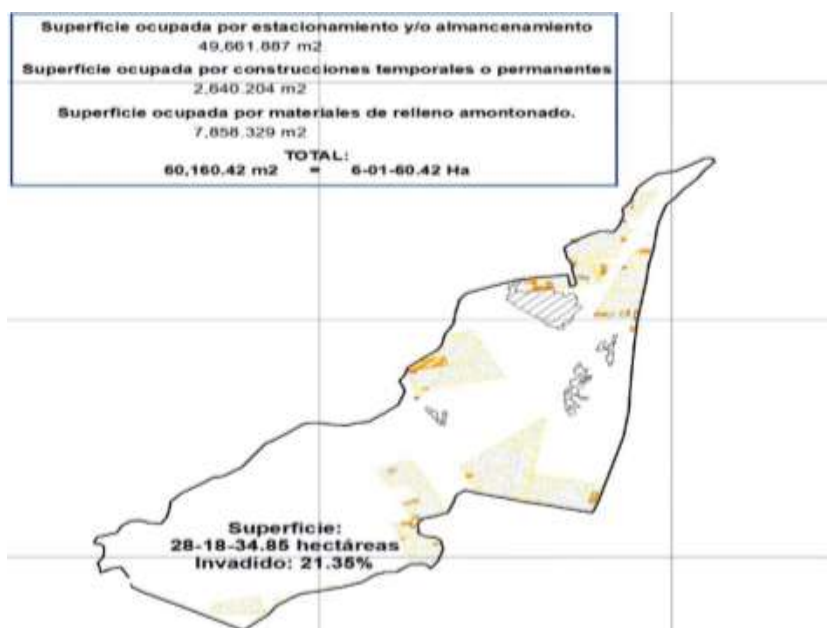 Superficie ocupada por estacionamiento y/o almancenamiento
49,661.887 m2
Superficie ocupada por construcciones temporales o permanentes
2,640.204 m2
Superficie ocupada por materiales de relleno amontonado.
7,858.329 m2
TOTAL:
60,160.42 m2 = 6-01-60.42 Ha
Superficie:
28-18-34.85 hectáreas
Invadido: 21.35%